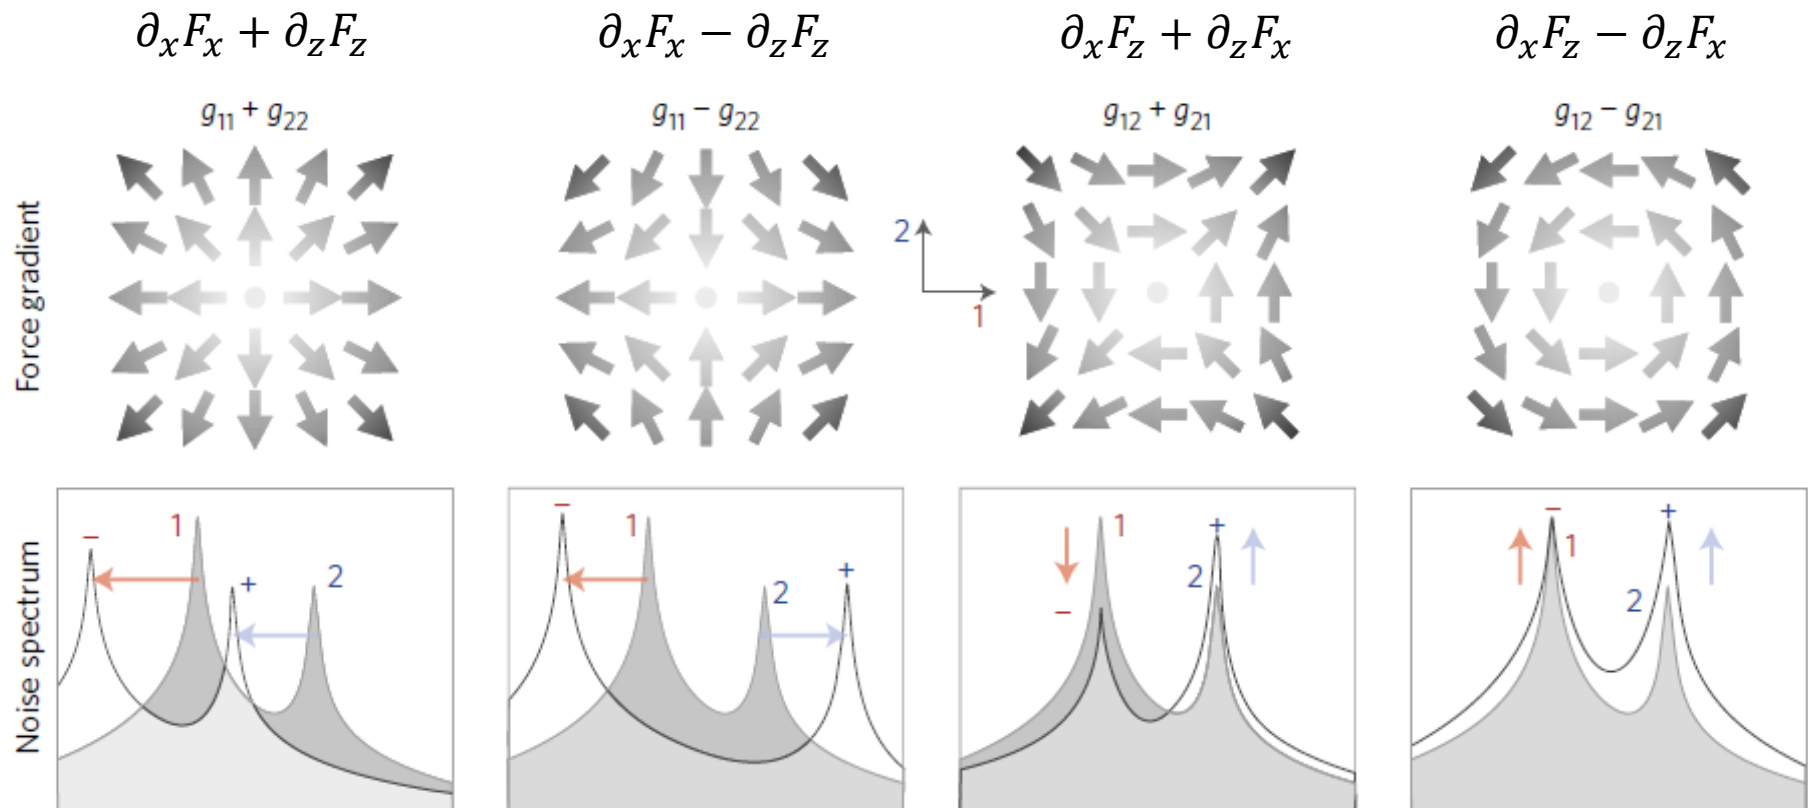 ∂ₓFₓ + ∂_zF_z
∂ₓFₓ − ∂_zF_z
∂ₓF_z + ∂_zFₓ
∂ₓF_z − ∂_zFₓ
g₁₁ + g₂₂
g₁₁ − g₂₂
g₁₂ + g₂₁
g₁₂ − g₂₁
Force gradient
2
1
Noise spectrum
−
1
+
2
−
1
2
+
1
−
2
+
−
1
2
+